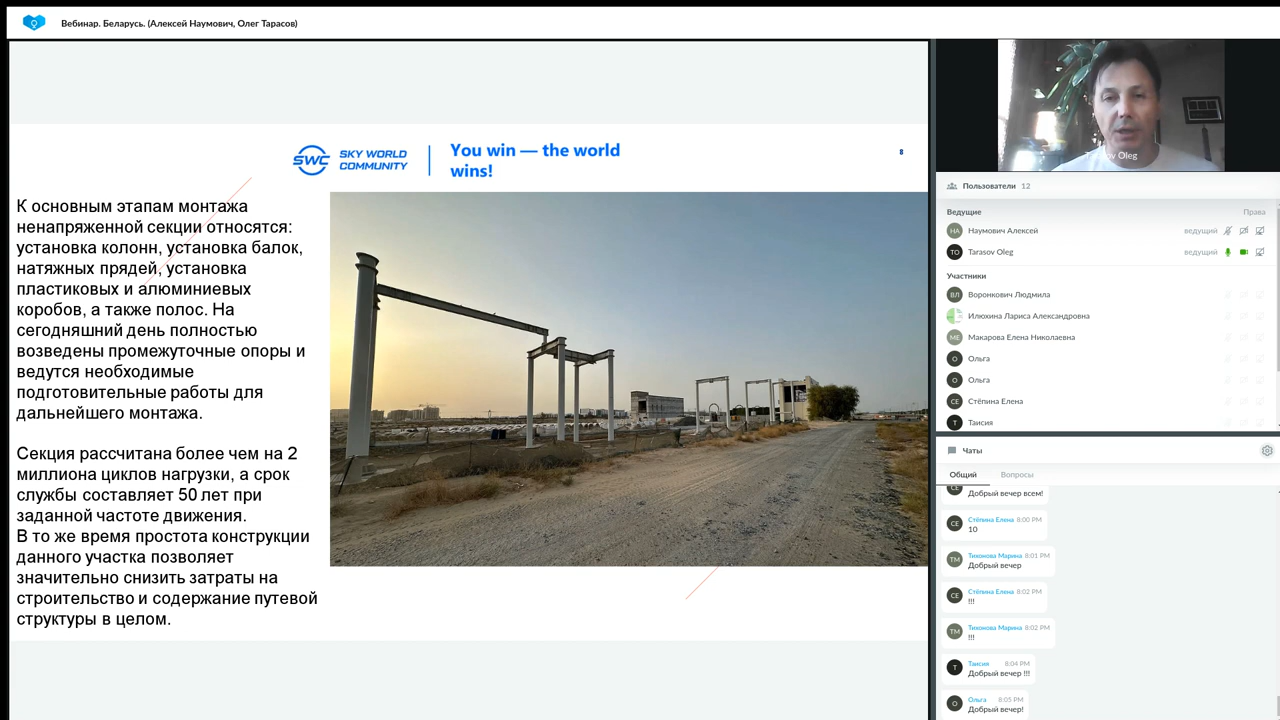 Вебинар. Беларусь. (Алексей Наумович, Олег Тарасов)
SWC
SKY WORLD
COMMUNITY
You win — the world
wins!
8
К основным этапам монтажа
ненапряженной секции относятся:
установка колонн, установка балок,
натяжных прядей, установка
пластиковых и алюминиевых
коробов, а также полос. На
сегодняшний день полностью
возведены промежуточные опоры и
ведутся необходимые
подготовительные работы для
дальнейшего монтажа.
Секция рассчитана более чем на 2
миллиона циклов нагрузки, а срок
службы составляет 50 лет при
заданной частоте движения.
В то же время простота конструкции
данного участка позволяет
значительно снизить затраты на
строительство и содержание путевой
структуры в целом.
Tarasov Oleg
Пользователи 12
Ведущие Права
НА Наумович Алексей ведущий
TO Tarasov Oleg ведущий
Участники
ВЛ Воронкович Людмила
Илюхина Лариса Александровна
МЕ Макарова Елена Николаевна
О Ольга
О Ольга
СЕ Стёпина Елена
Т Таисия
Чаты
Общий Вопросы
СЕ Добрый вечер всем!
СЕ Стёпина Елена 8:00 PM
10
ТМ Тихонова Марина 8:01 PM
Добрый вечер
СЕ Стёпина Елена 8:02 PM
!!!
ТМ Тихонова Марина 8:02 PM
!!!
Т Таисия 8:04 PM
Добрый вечер !!!
О Ольга 8:05 PM
Добрый вечер!